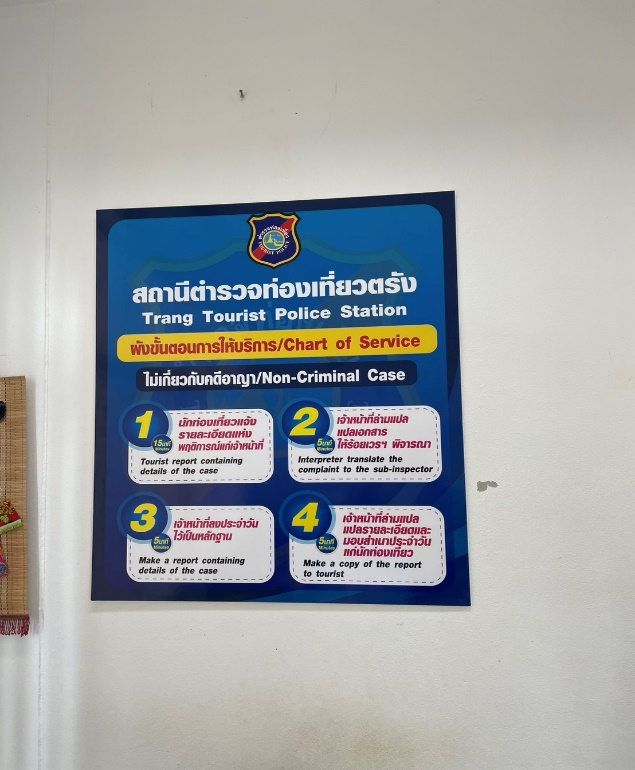 ตำรวจท่องเที่ยว
TOURIST POLICE
สถานีตำรวจท่องเที่ยวตรัง
Trang Tourist Police Station
ผังขั้นตอนการให้บริการ/Chart of Service
ไม่เกี่ยวกับคดีอาญา/Non-Criminal Case
1
15นาที
Minutes
นักท่องเที่ยวแจ้ง
รายละเอียดแห่ง
พฤติการณ์แก่เจ้าหน้าที่
Tourist report containing
details of the case
2
5นาที
Minutes
เจ้าหน้าที่ล่ามแปล
แปลเอกสาร
ให้ร้อยเวรฯ พิจารณา
Interpreter translate the
complaint to the sub-inspector
3
5นาที
Minutes
เจ้าหน้าที่ลงประจำวัน
ไว้เป็นหลักฐาน
Make a report containing
details of the case
4
5นาที
Minutes
เจ้าหน้าที่ล่ามแปล
แปลรายละเอียดและ
มอบสำเนาประจำวัน
แก่นักท่องเที่ยว
Make a copy of the report
to tourist